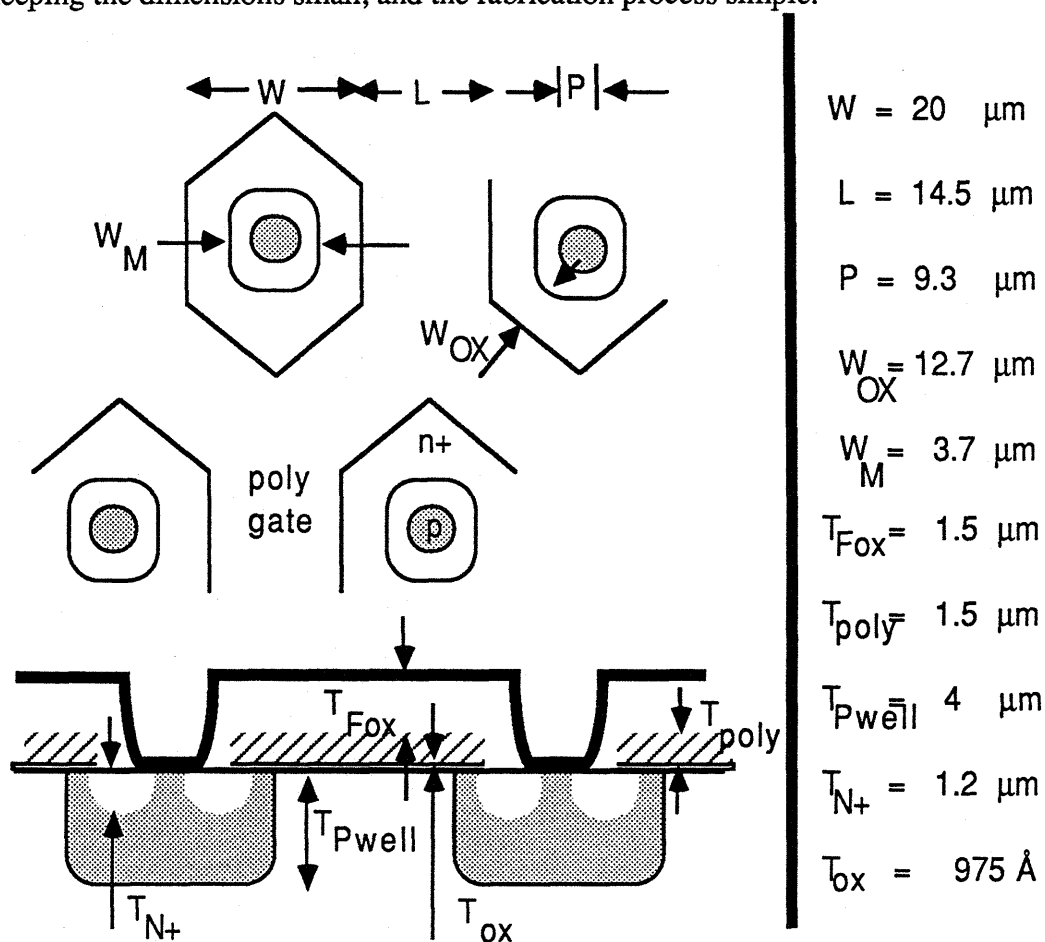 keeping the dimensions small, and the fabrication process simple.
W
L
P
W_M
W_OX
n+
poly
gate
p
T_Fox
T_poly
T_Pwell
T_N+
T_ox
W = 20 μm
L = 14.5 μm
P = 9.3 μm
W_OX = 12.7 μm
W_M = 3.7 μm
T_Fox = 1.5 μm
T_poly = 1.5 μm
T_Pwell = 4 μm
T_N+ = 1.2 μm
T_ox = 975 Å